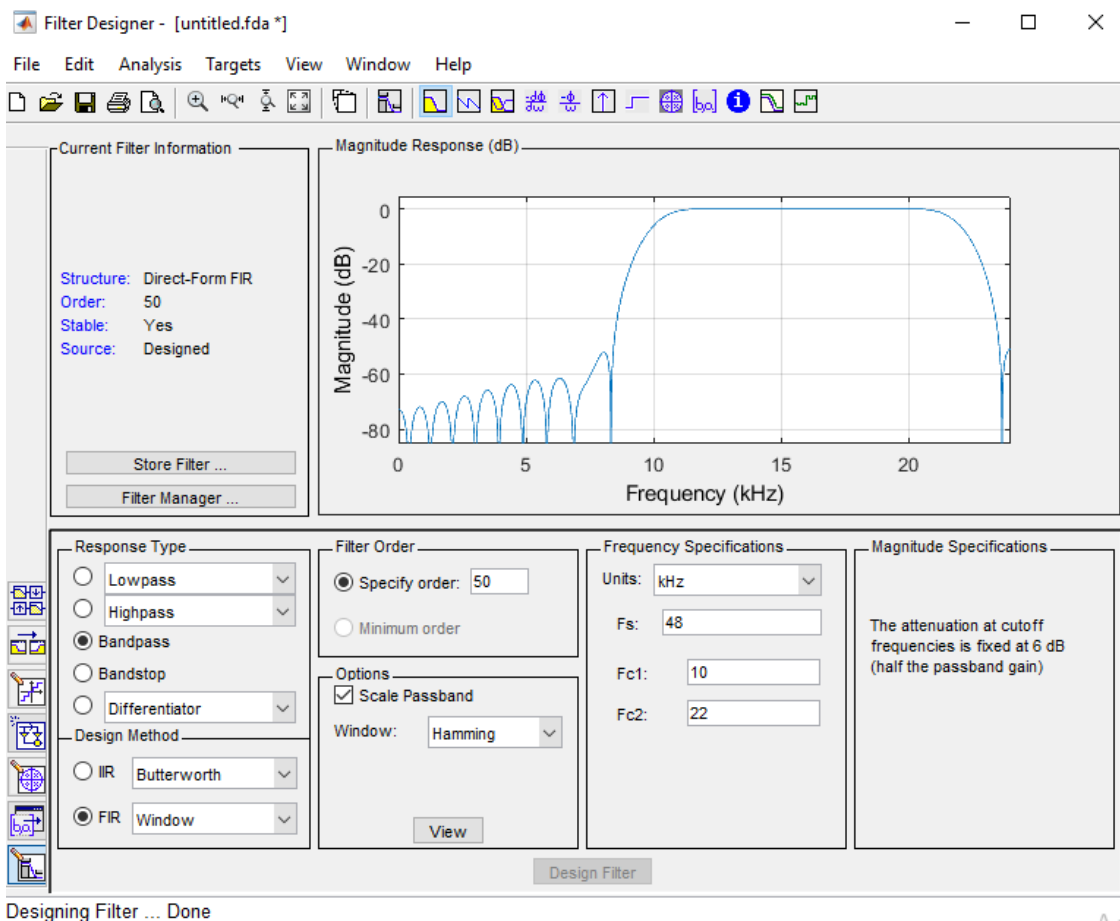 Filter Designer - [untitled.fda *]
File Edit Analysis Targets View Window Help
Current Filter Information
Structure: Direct-Form FIR
Order: 50
Stable: Yes
Source: Designed
Store Filter ...
Filter Manager ...
Magnitude Response (dB)
Magnitude (dB)
0
-20
-40
-60
-80
0 5 10 15 20
Frequency (kHz)
Response Type
Lowpass
Highpass
Bandpass
Bandstop
Differentiator
Design Method
IIR Butterworth
FIR Window
Filter Order
Specify order: 50
Minimum order
Options
Scale Passband
Window: Hamming
View
Frequency Specifications
Units: kHz
Fs: 48
Fc1: 10
Fc2: 22
Magnitude Specifications
The attenuation at cutoff
frequencies is fixed at 6 dB
(half the passband gain)
Design Filter
Designing Filter ... Done